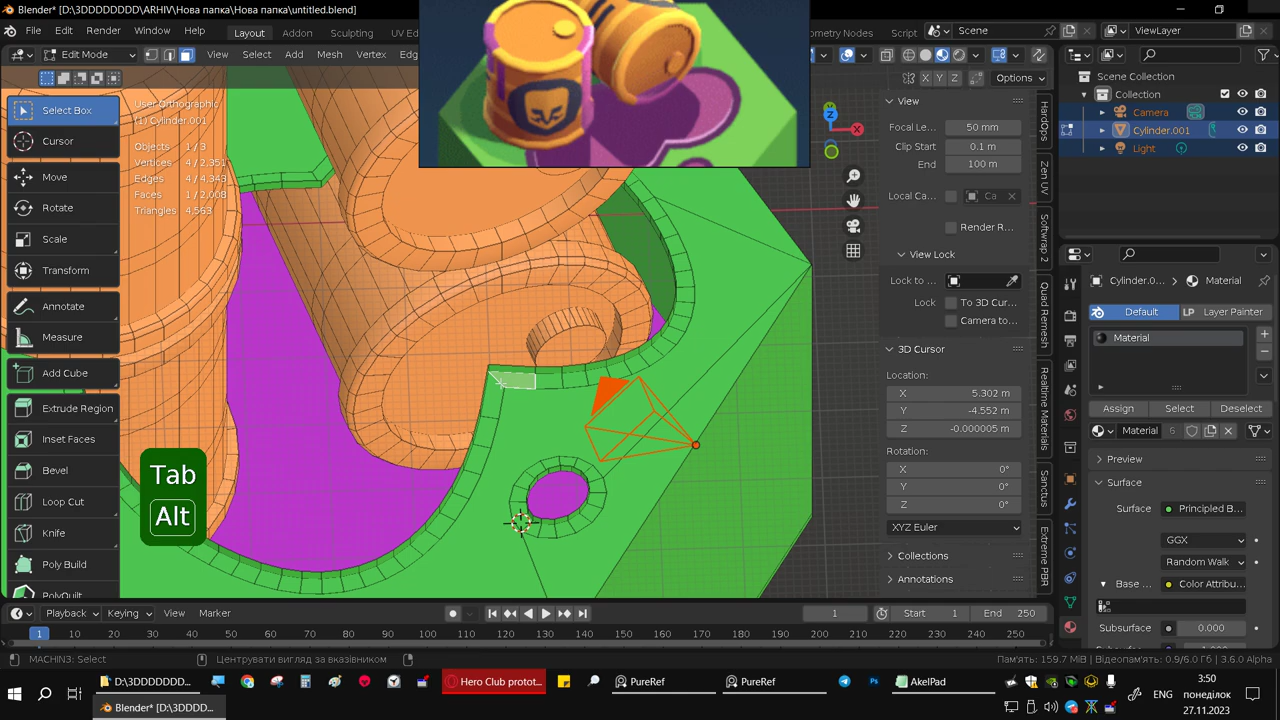 Blender* [D:\3DDDDDDDD\ARHIV\Нова папка\Нова папка\untitled.blend]
File Edit Render Window Help Layout Addon Sculpting UV Ed
metry Nodes Scripting Scene ViewLayer
Edit Mode View Select Add Mesh Vertex Edg
X Y Z Options
Select Box
Cursor
Move
Rotate
Scale
Transform
Annotate
Measure
Add Cube
Extrude Region
Inset Faces
Bevel
Loop Cut
Knife
Poly Build
PolyQuilt
User Orthographic
(1) Cylinder.001
Objects 1/3
Vertices 4/2,351
Edges 4/4,343
Faces 1/2,008
Triangles 4,563
Tab
Alt
Z
X
View
Focal Le... 50 mm
Clip Start 0.1 m
End 100 m
Local Ca... Ca
Render R...
View Lock
Lock to ...
Lock To 3D Cur...
Camera to...
3D Cursor
Location:
X 5.302 m
Y -4.552 m
Z -0.000005 m
Rotation:
X 0°
Y 0°
Z 0°
XYZ Euler
Collections
Annotations
HardOps
Zen UV
Softwrap 2
Quad Remesh
Realtime Materials
Sanctus
Extreme PBR
Scene Collection
Collection
Camera
Cylinder.001
Light
Cylinder.0... Material
Default LP Layer Painter
Material
Assign Select Deselect
Material 6
Preview
Surface
Surface Principled B...
GGX
Random Walk
Base ... Color Attribu...
Subsurface 0.000
Playback Keying View Marker 1 Start 1 End 250
1 10 20 30 40 50 60 70 80 90 100 110 120 130 140 150 160 170 180 190 200 210 220 230 240 250
MACHIN3: Select Центрувати вигляд за вказівником Пам'ять: 159.7 MiB | Відеопам'ять: 0.9/6.0 Гб | 3.6.0 Alpha
D:\3DDDDDDD... Hero Club protot... PureRef PureRef AkelPad
Blender* [D:\3DDDD...
ENG
3:50
понеділок
27.11.2023